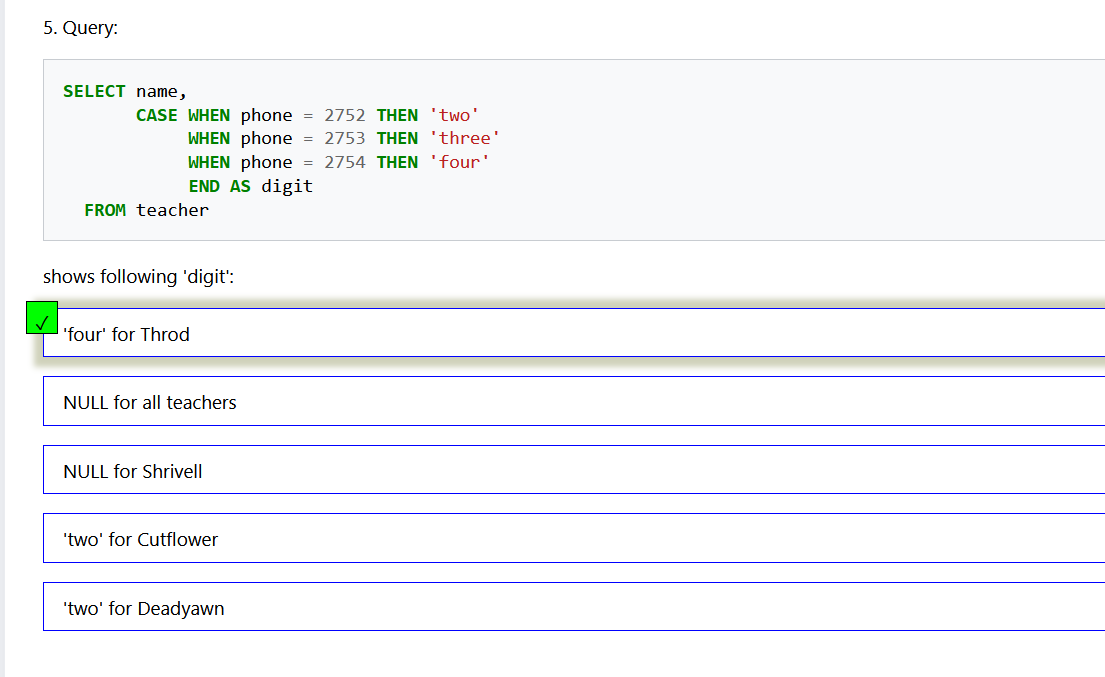 5. Query:
SELECT name,
       CASE WHEN phone = 2752 THEN 'two'
            WHEN phone = 2753 THEN 'three'
            WHEN phone = 2754 THEN 'four'
            END AS digit
  FROM teacher
shows following 'digit':
✓
'four' for Throd
NULL for all teachers
NULL for Shrivell
'two' for Cutflower
'two' for Deadyawn